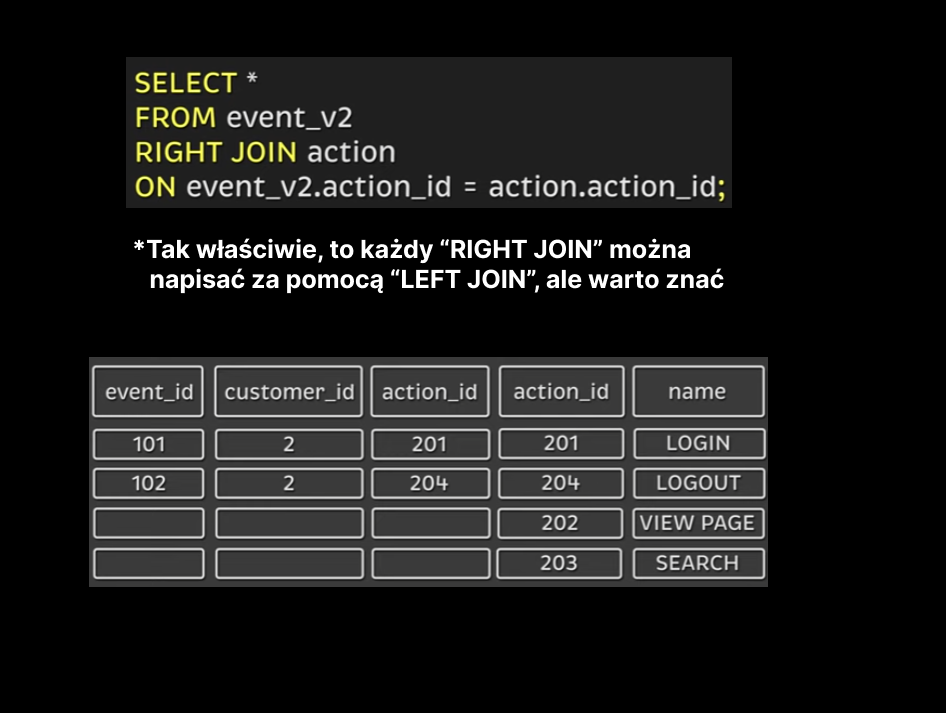 SELECT *
FROM event_v2
RIGHT JOIN action
ON event_v2.action_id = action.action_id;
*Tak właściwie, to każdy “RIGHT JOIN” można
napisać za pomocą “LEFT JOIN”, ale warto znać
event_id customer_id action_id action_id name
101 2 201 201 LOGIN
102 2 204 204 LOGOUT
202 VIEW PAGE
203 SEARCH